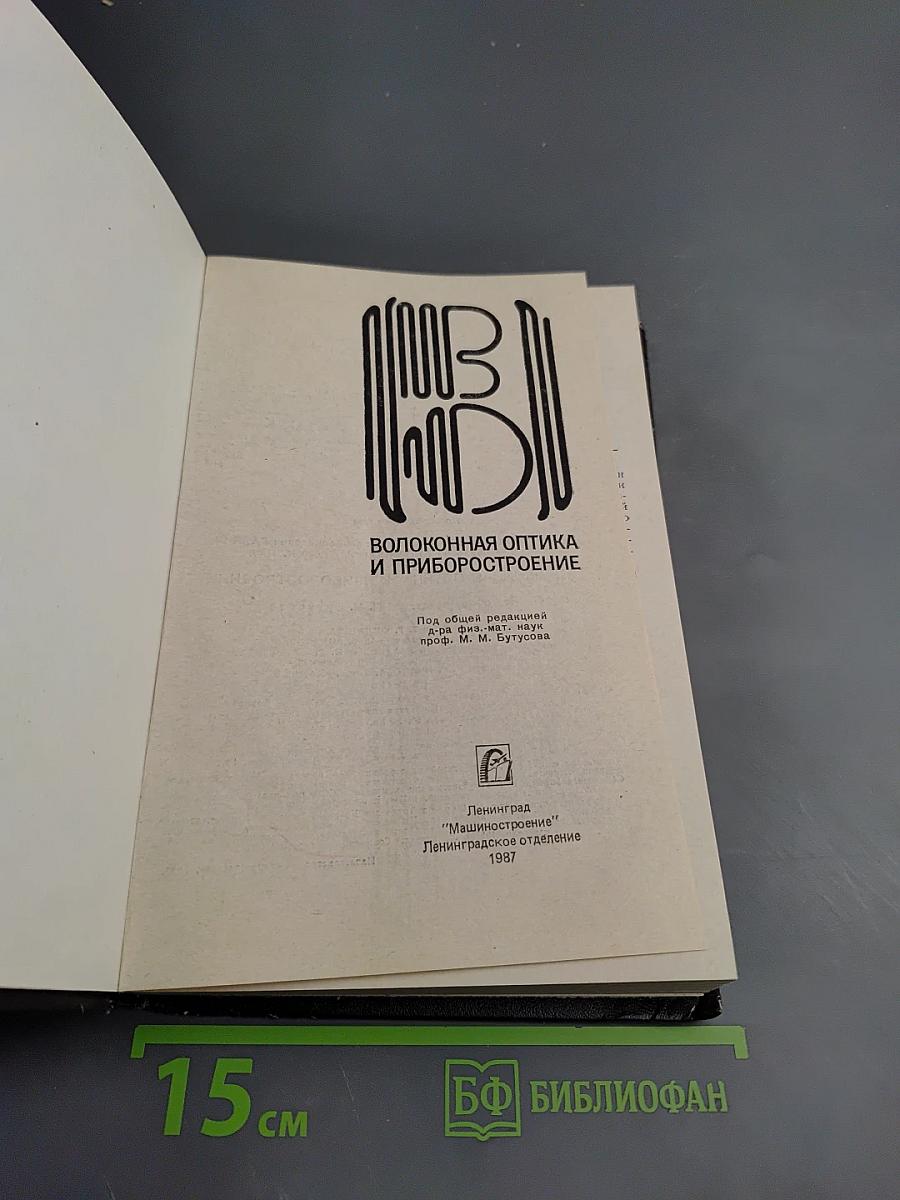 ВОЛОКОННАЯ ОПТИКА
И ПРИБОРОСТРОЕНИЕ
Под общей редакцией
д-ра физ.-мат. наук
проф. М. М. Бутусова
Ленинград
"Машиностроение"
Ленинградское отделение
1987
15 см
БФ БИБЛИОФАН